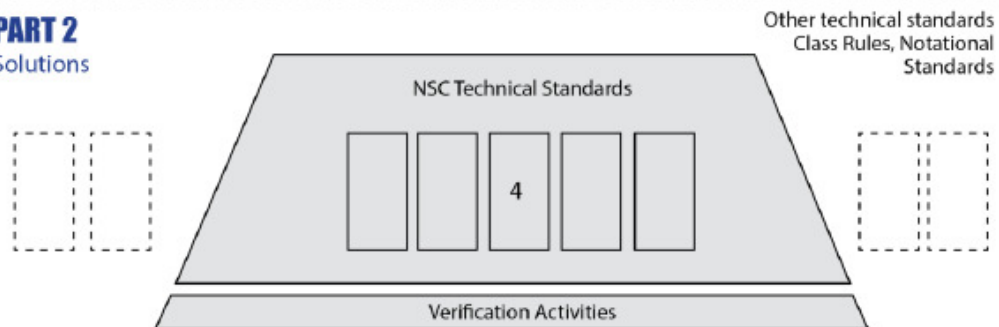 PART 2
Solutions
Other technical standards
Class Rules, Notational
Standards
NSC Technical Standards
4
Verification Activities